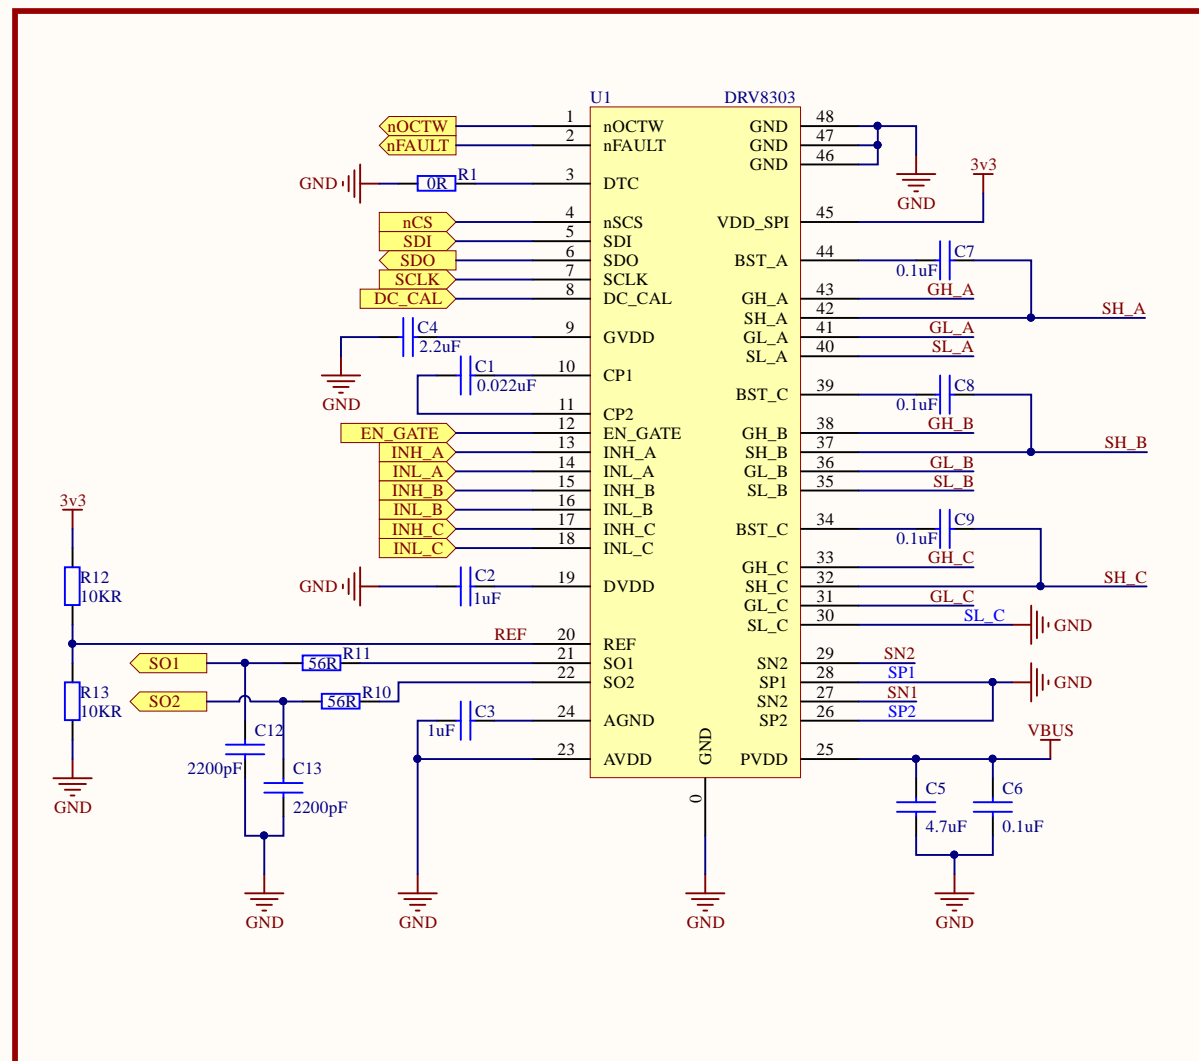 U1 DRV8303
nOCTW 1 nOCTW GND 48
nFAULT 2 nFAULT GND 47
GND 46
3v3
GND 0R R1 3 DTC
GND
nCS 4 nSCS VDD_SPI 45
SDI 5 SDI
SDO 6 SDO BST_A 44 C7
0.1uF
SCLK 7 SCLK
DC_CAL 8 DC_CAL GH_A 43 GH_A
SH_A 42 SH_A
C4
2.2uF
9 GVDD GL_A 41 GL_A
SL_A 40 SL_A
GND
C1
0.022uF
10 CP1
BST_C 39 C8
0.1uF
11 CP2
EN_GATE 12 EN_GATE GH_B 38 GH_B
INH_A 13 INH_A SH_B 37 SH_B
INL_A 14 INL_A GL_B 36 GL_B
INH_B 15 INH_B SL_B 35 SL_B
3v3
INL_B 16 INL_B
INH_C 17 INH_C BST_C 34 C9
0.1uF
INL_C 18 INL_C
GH_C 33 GH_C
R12
10KR
GND C2
1uF
19 DVDD SH_C 32 SH_C
GL_C 31 GL_C
SL_C 30 SL_C GND
REF 20 REF
SO1 56R R11 21 SO1 SN2 29 SN2
SO2 56R R10 22 SO2 SP1 28 SP1 GND
R13
10KR
SN2 27 SN1
C3
1uF
24 AGND SP2 26 SP2
C12
2200pF
VBUS
23 AVDD GND PVDD 25
C13
2200pF
0
C5
4.7uF
C6
0.1uF
GND
GND GND GND GND